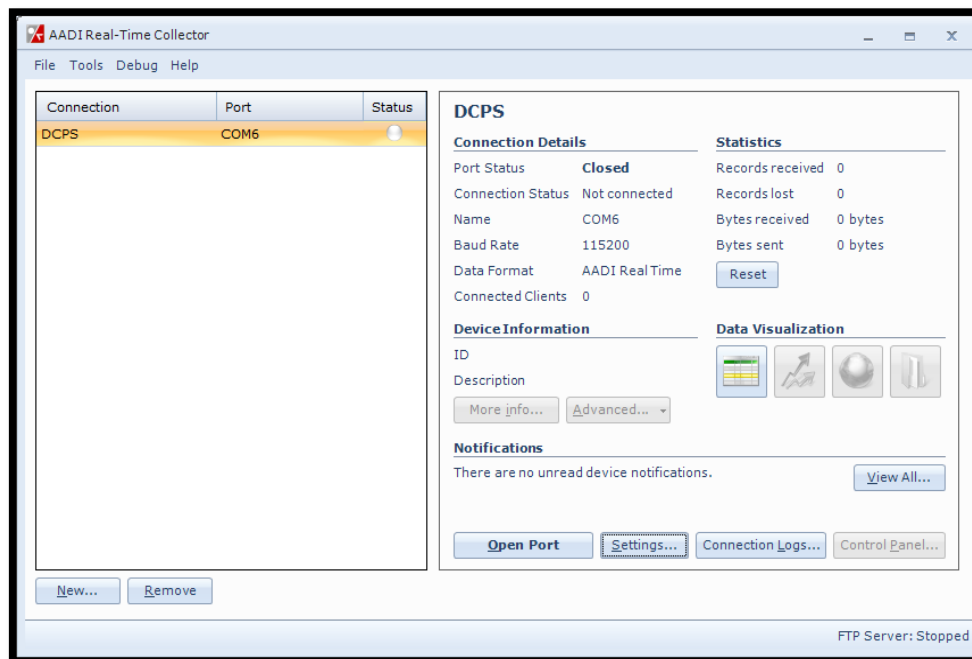 AADI Real-Time Collector
File Tools Debug Help
Connection Port Status
DCPS COM6
DCPS
Connection Details
Port Status Closed
Connection Status Not connected
Name COM6
Baud Rate 115200
Data Format AADI Real Time
Connected Clients 0
Statistics
Records received 0
Records lost 0
Bytes received 0 bytes
Bytes sent 0 bytes
Reset
Device Information
ID
Description
More info... Advanced...
Data Visualization
Notifications
There are no unread device notifications.
View All...
Open Port Settings... Connection Logs... Control Panel...
New... Remove
FTP Server: Stopped